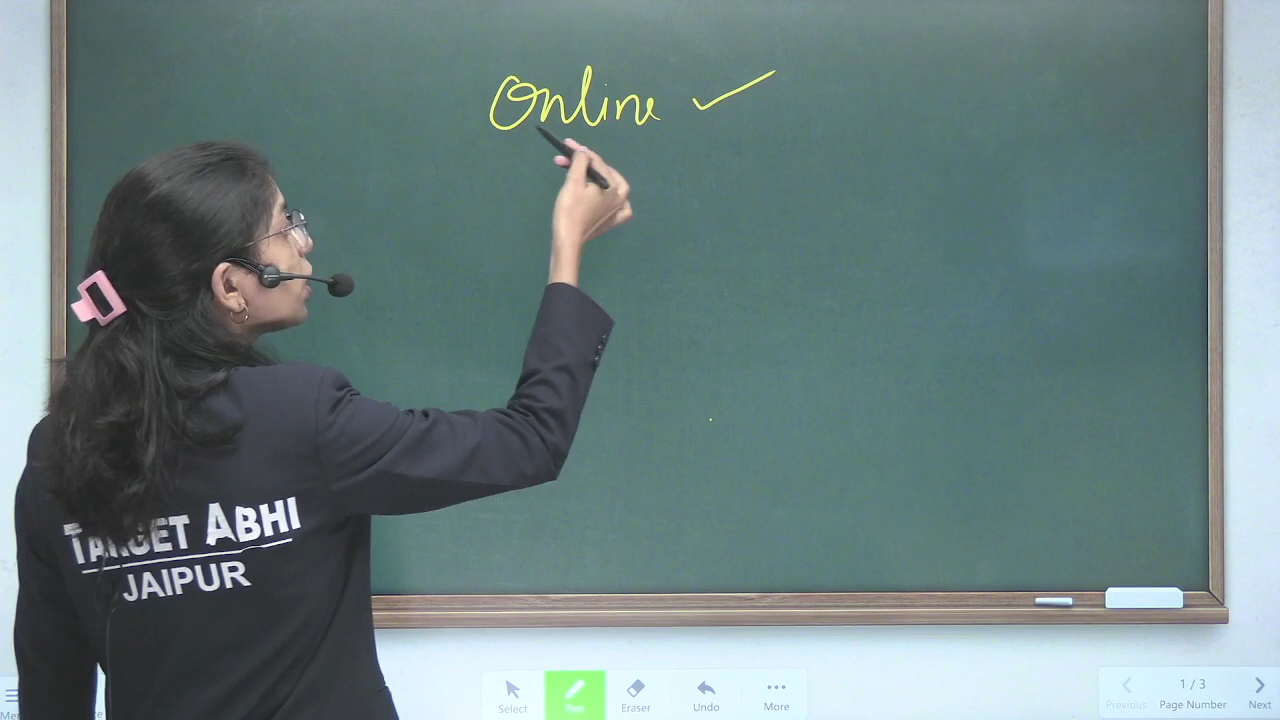 Online ✓
TARGET ABHI
JAIPUR
Select
Pen
Eraser
Undo
More
Previous
1 / 3
Page Number
Next